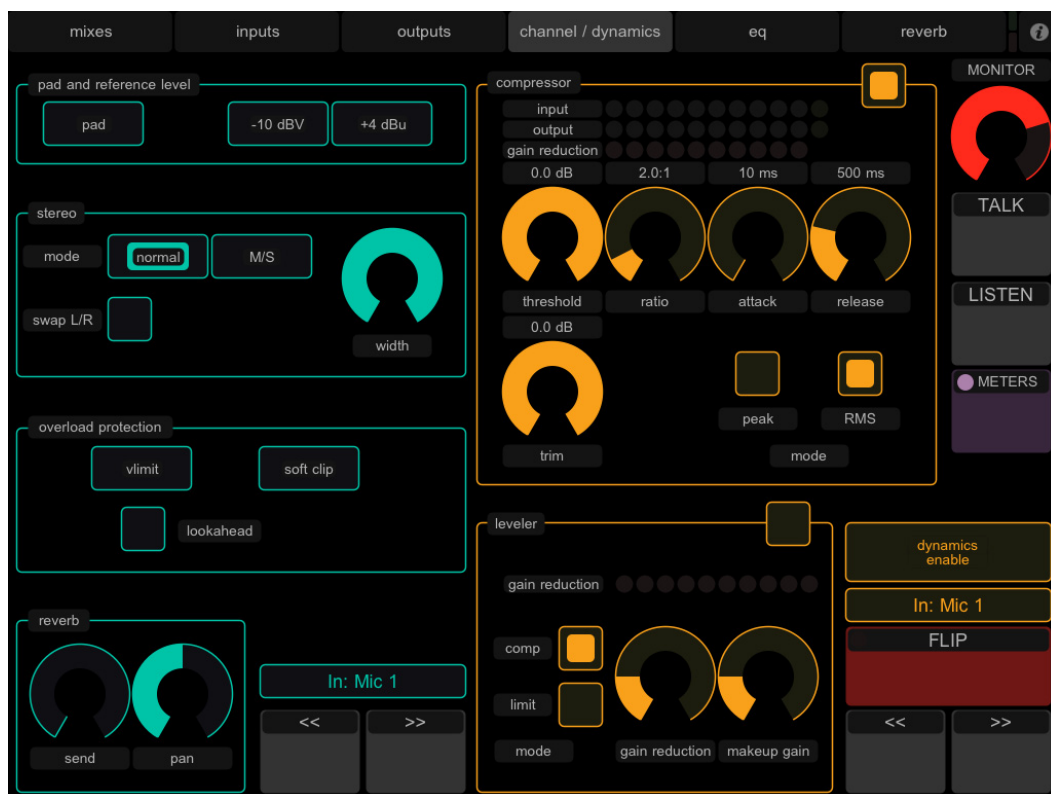 mixes
inputs
outputs
channel / dynamics
eq
reverb
i
pad and reference level
pad
-10 dBV
+4 dBu
stereo
mode
normal
M/S
swap L/R
width
overload protection
vlimit
soft clip
lookahead
reverb
send
pan
In: Mic 1
<<
>>
compressor
input
output
gain reduction
0.0 dB
2.0:1
10 ms
500 ms
threshold
ratio
attack
release
0.0 dB
trim
peak
RMS
mode
leveler
gain reduction
comp
limit
mode
gain reduction
makeup gain
MONITOR
TALK
LISTEN
METERS
dynamics
enable
In: Mic 1
FLIP
<<
>>